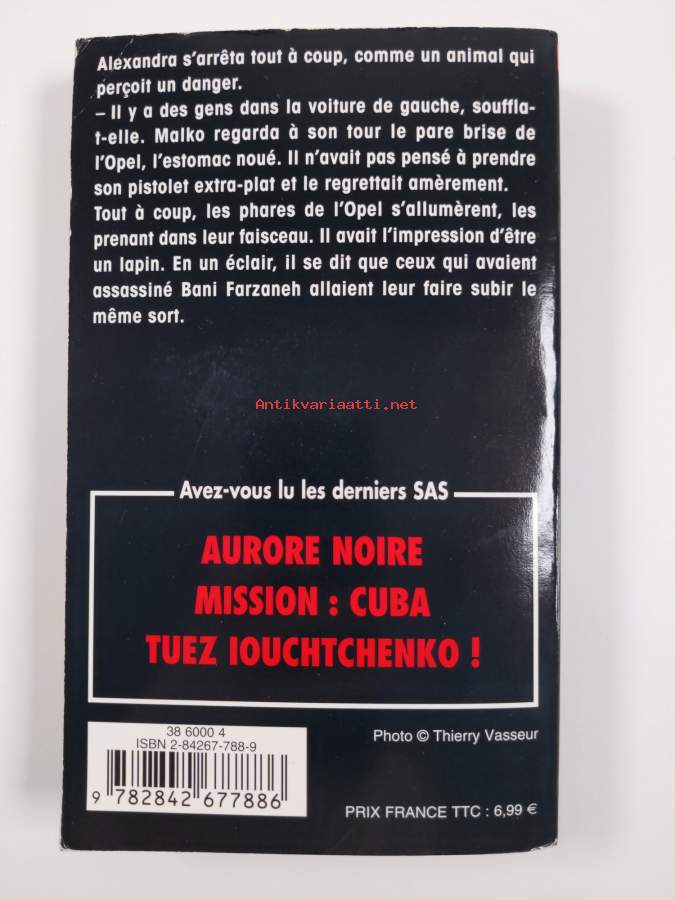 Alexandra s'arrêta tout à coup, comme un animal qui
perçoit un danger.
– Il y a des gens dans la voiture de gauche, souffla-
t-elle. Malko regarda à son tour le pare brise de
l'Opel, l'estomac noué. Il n'avait pas pensé à prendre
son pistolet extra-plat et le regrettait amèrement.
Tout à coup, les phares de l'Opel s'allumèrent, les
prenant dans leur faisceau. Il avait l'impression d'être
un lapin. En un éclair, il se dit que ceux qui avaient
assassiné Bani Farzaneh allaient leur faire subir le
même sort.
Antikvariaatti.net
Avez-vous lu les derniers SAS
AURORE NOIRE
MISSION : CUBA
TUEZ IOUCHTCHENKO !
38 6000 4
ISBN 2-84267-788-9
9 782842 677886
Photo © Thierry Vasseur
PRIX FRANCE TTC : 6,99 €